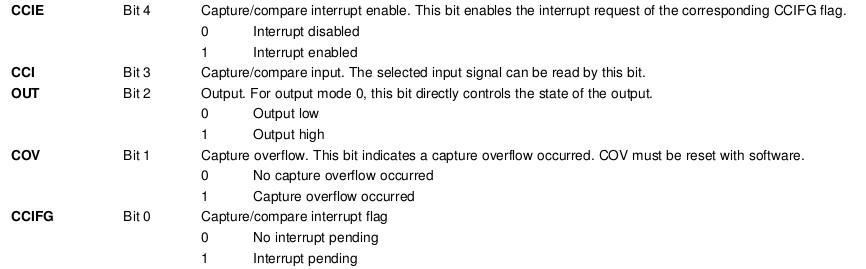 CCIE Bit 4 Capture/compare interrupt enable. This bit enables the interrupt request of the corresponding CCIFG flag.
0 Interrupt disabled
1 Interrupt enabled
CCI Bit 3 Capture/compare input. The selected input signal can be read by this bit.
OUT Bit 2 Output. For output mode 0, this bit directly controls the state of the output.
0 Output low
1 Output high
COV Bit 1 Capture overflow. This bit indicates a capture overflow occurred. COV must be reset with software.
0 No capture overflow occurred
1 Capture overflow occurred
CCIFG Bit 0 Capture/compare interrupt flag
0 No interrupt pending
1 Interrupt pending